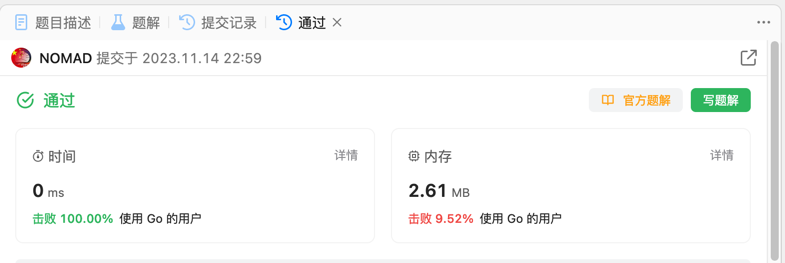 题目描述 题解 提交记录 通过
NOMAD 提交于 2023.11.14 22:59
通过 官方题解 写题解
时间 详情 内存 详情
0 ms 2.61 MB
击败 100.00% 使用 Go 的用户 击败 9.52% 使用 Go 的用户